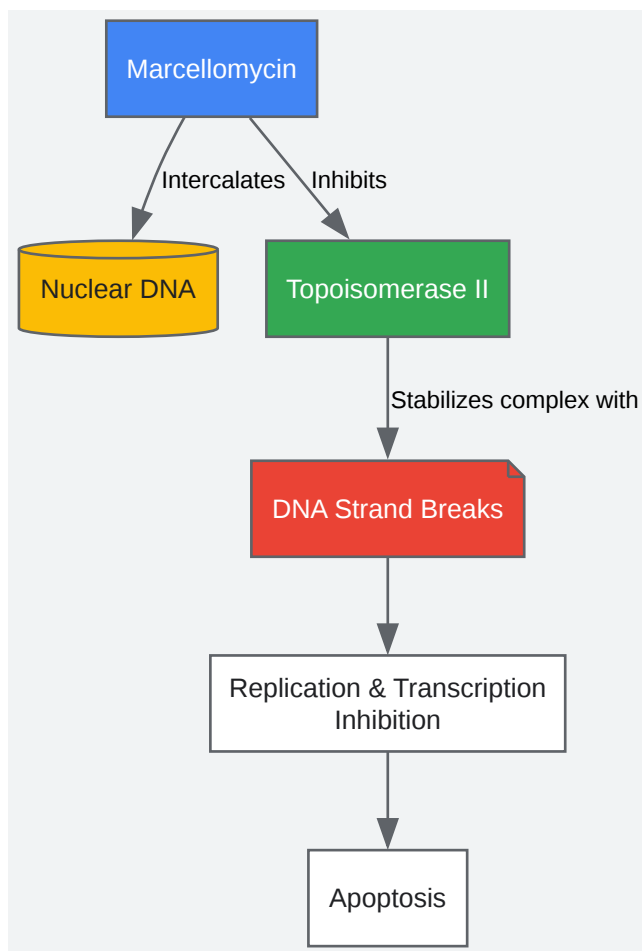 Marcellomycin
Intercalates
Inhibits
Nuclear DNA
Topoisomerase II
Stabilizes complex with
DNA Strand Breaks
Replication & Transcription
Inhibition
Apoptosis